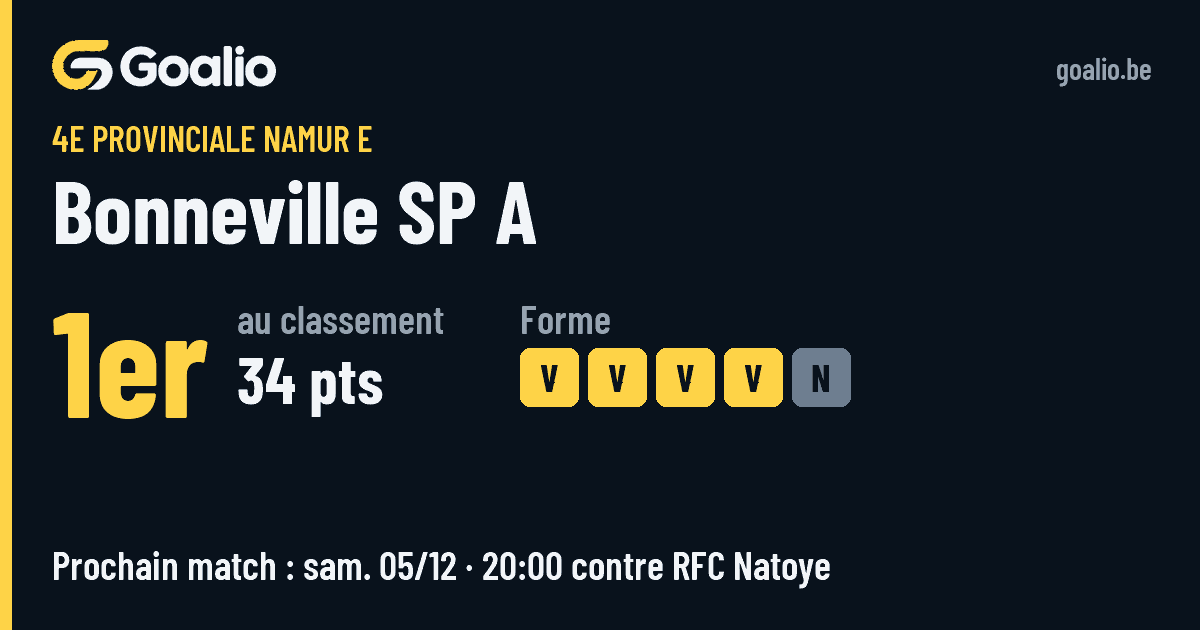 Goalio
goalio.be
4E PROVINCIALE NAMUR E
Bonneville SP A
1er
au classement
34 pts
Forme
V V V V N
Prochain match : sam. 05/12 · 20:00 contre RFC Natoye